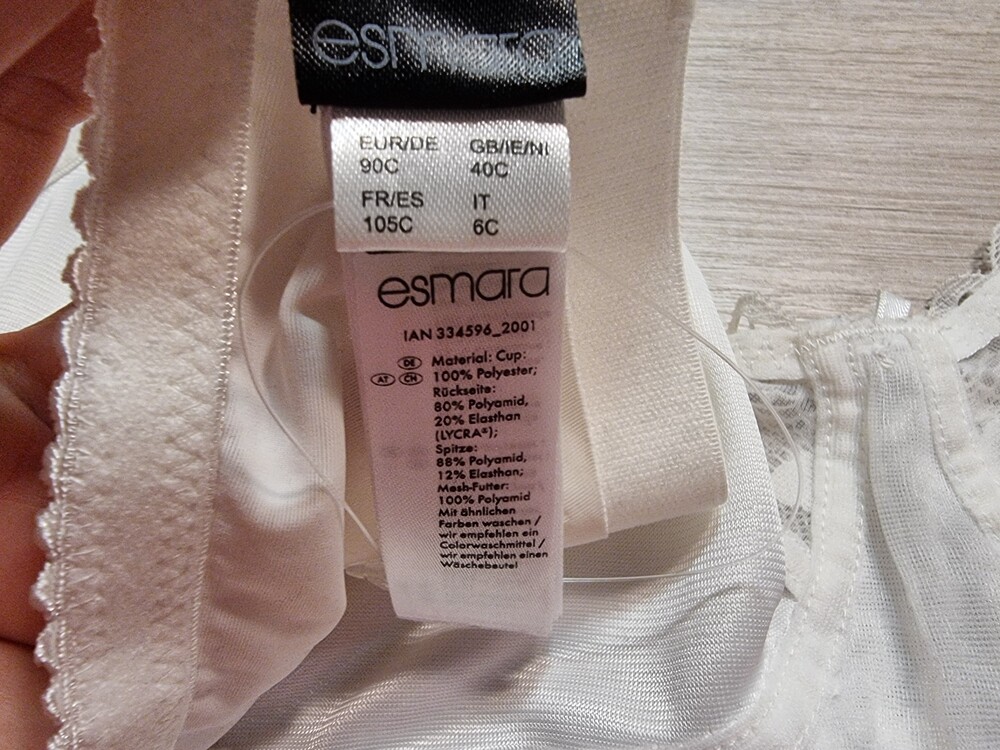 esmara
EUR/DE GB/IE/NI
90C 40C
FR/ES IT
105C 6C
esmara
IAN 334596_2001
DE Material: Cup:
AT CH 100% Polyester;
Rückseite:
80% Polyamid,
20% Elasthan
(LYCRA®);
Spitze:
88% Polyamid,
12% Elasthan;
Mesh-Futter:
100% Polyamid
Mit ähnlichen
Farben waschen /
wir empfehlen ein
Colorwaschmittel /
wir empfehlen einen
Wäschebeutel